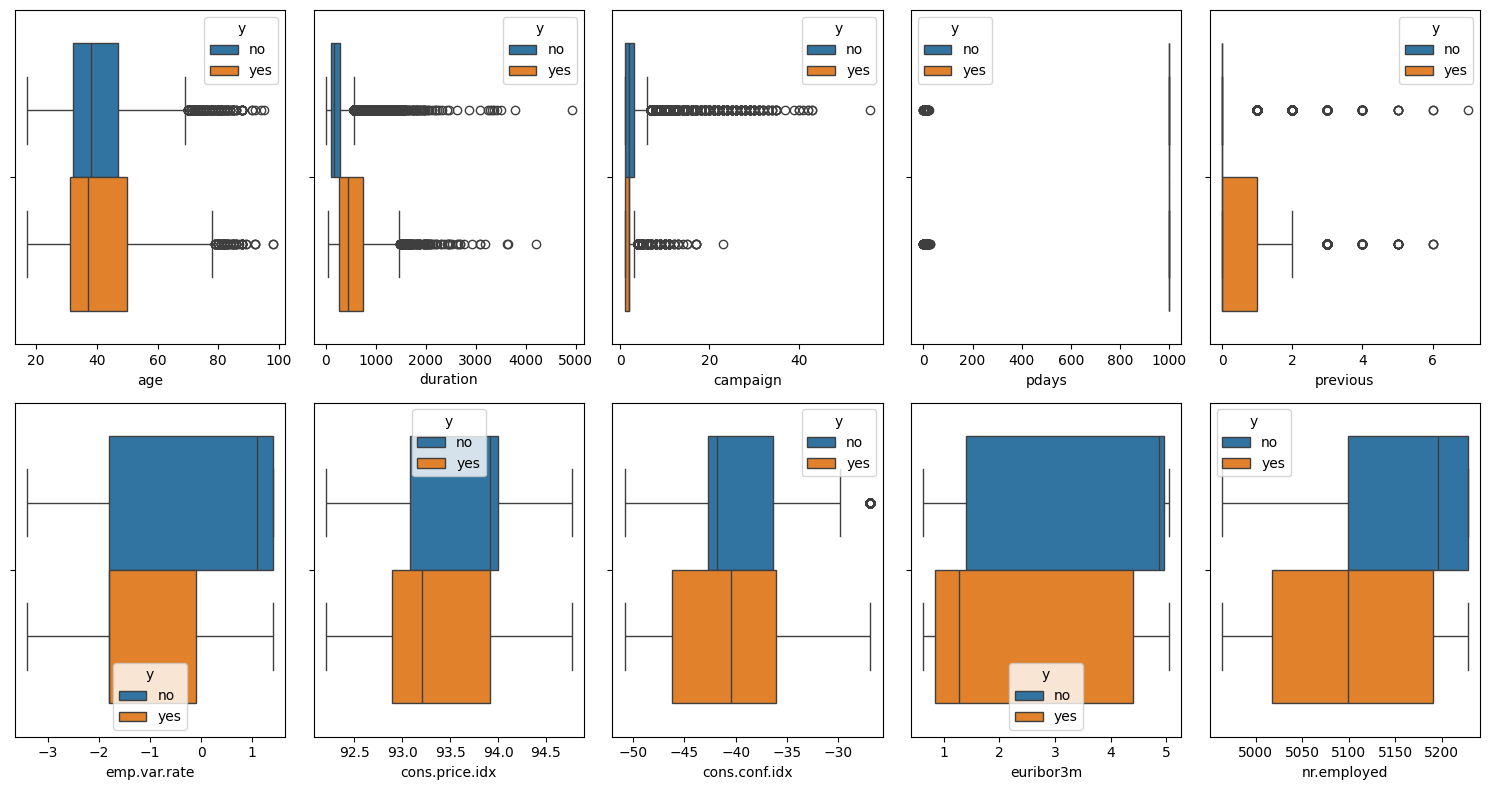 y
no
yes
20 40 60 80 100
age
y
no
yes
0 1000 2000 3000 4000 5000
duration
y
no
yes
0 20 40
campaign
y
no
yes
0 200 400 600 800 1000
pdays
y
no
yes
0 2 4 6
previous
y
no
yes
−3 −2 −1 0 1
emp.var.rate
y
no
yes
92.5 93.0 93.5 94.0 94.5
cons.price.idx
y
no
yes
−50 −45 −40 −35 −30
cons.conf.idx
y
no
yes
1 2 3 4 5
euribor3m
y
no
yes
5000 5050 5100 5150 5200
nr.employed